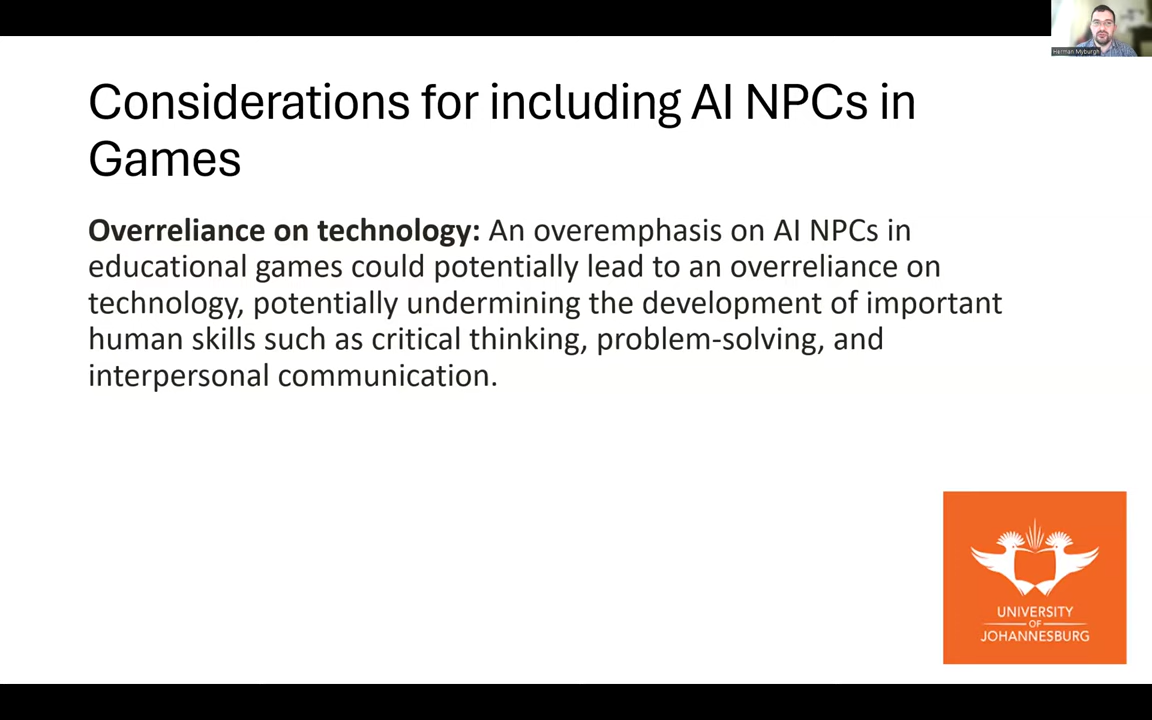 Herman Myburgh
Considerations for including AI NPCs in
Games
Overreliance on technology: An overemphasis on AI NPCs in
educational games could potentially lead to an overreliance on
technology, potentially undermining the development of important
human skills such as critical thinking, problem-solving, and
interpersonal communication.
UNIVERSITY
OF
JOHANNESBURG